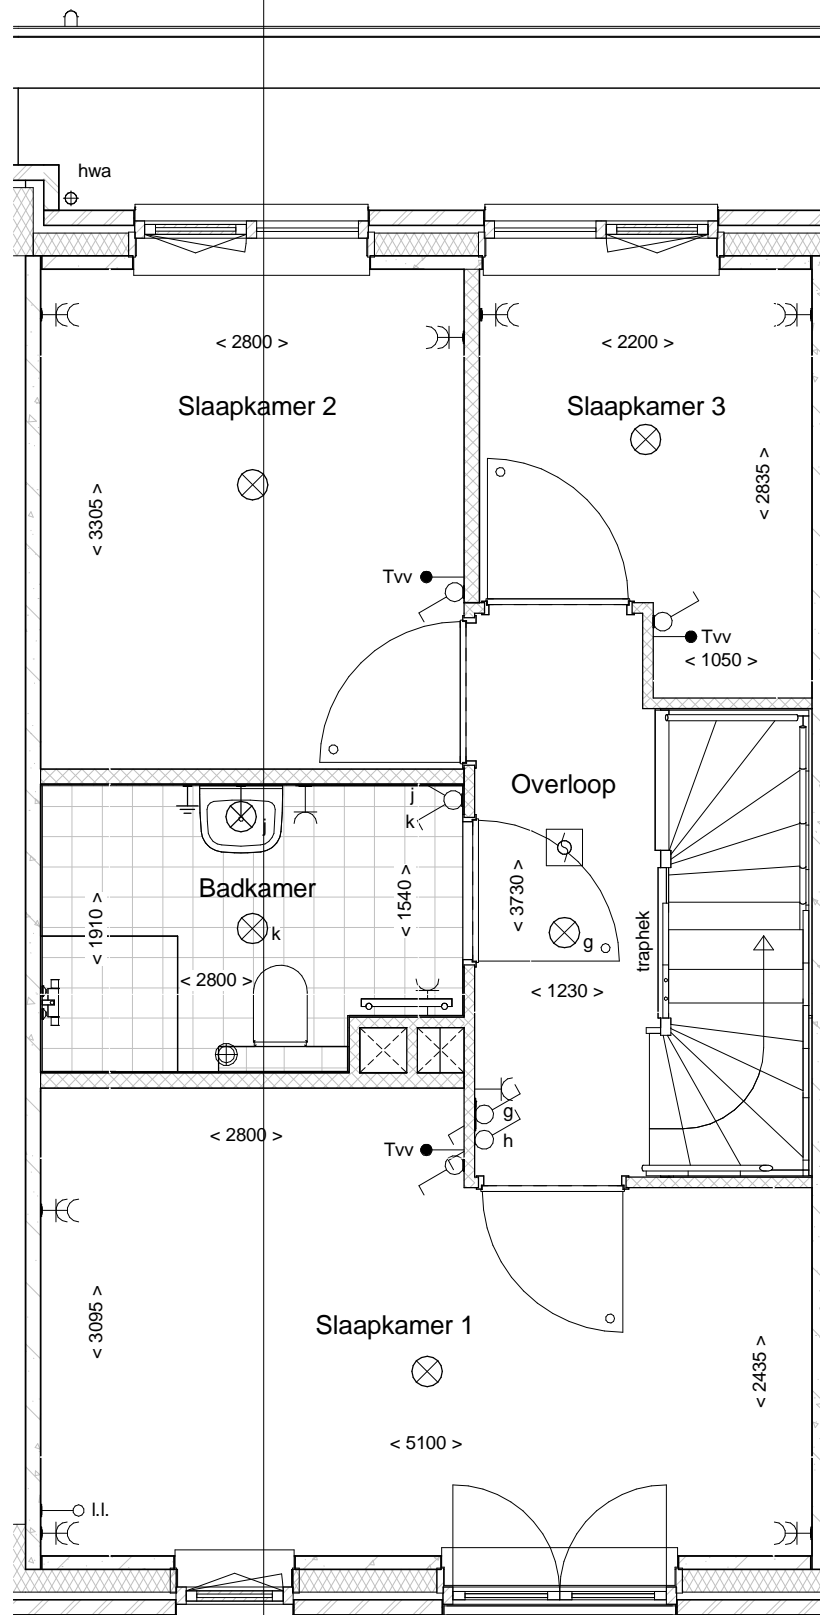 hwa
< 2800 >
< 2200 >
Slaapkamer 2
Slaapkamer 3
< 3305 >
< 2835 >
Tvv
Tvv
< 1050 >
Overloop
j
k
j
Badkamer
k
< 1910 >
< 1540 >
< 3730 >
g
traphek
< 2800 >
< 1230 >
g
h
< 2800 >
Tvv
Slaapkamer 1
< 3095 >
< 2435 >
< 5100 >
l.l.